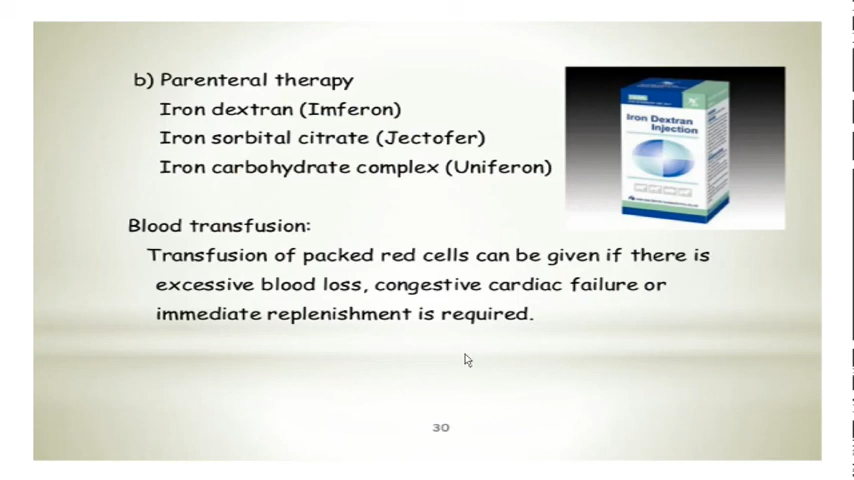 b) Parenteral therapy
Iron dextran (Imferon)
Iron sorbital citrate (Jectofer)
Iron carbohydrate complex (Uniferon)
Iron Dextran
Injection
Blood transfusion:
Transfusion of packed red cells can be given if there is
excessive blood loss, congestive cardiac failure or
immediate replenishment is required.
30